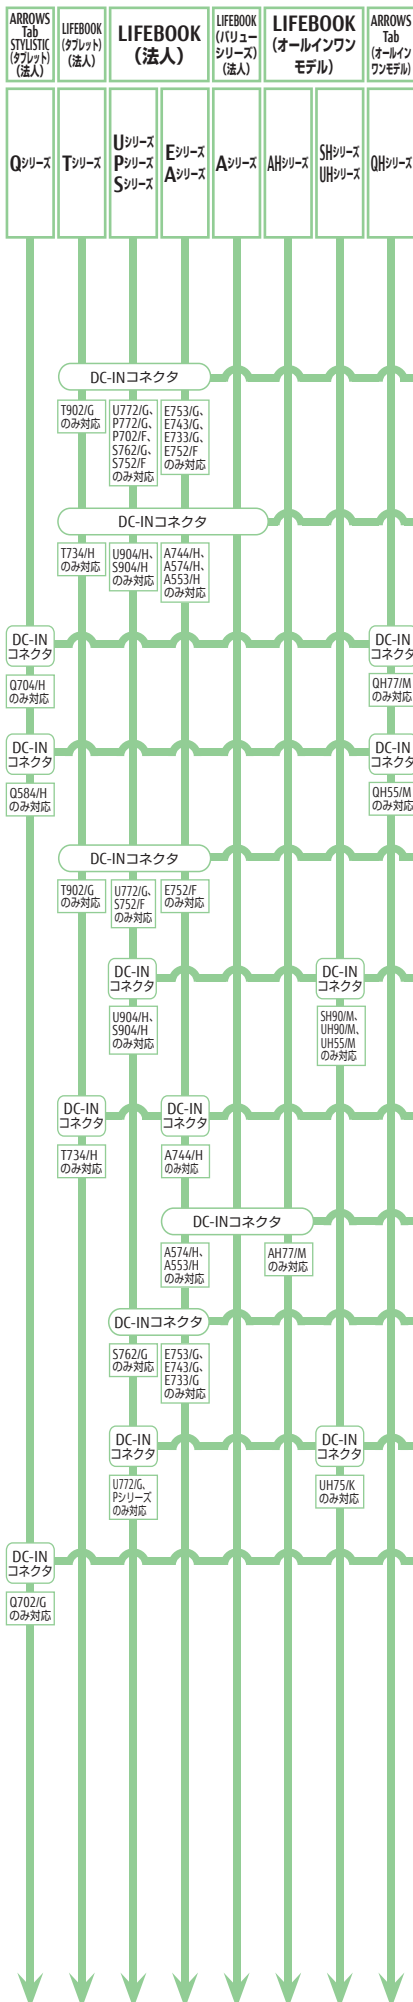 ARROWS
Tab
STYLISTIC
(タブレット)
(法人)
LIFEBOOK
(タブレット)
(法人)
LIFEBOOK
(法人)
LIFEBOOK
(バリュー
シリーズ)
(法人)
LIFEBOOK
(オールインワン
モデル)
ARROWS
Tab
(オールイン
ワンモデル)
Qシリーズ
Tシリーズ
Uシリーズ
Pシリーズ
Sシリーズ
Eシリーズ
Aシリーズ
Aシリーズ
AHシリーズ
SHシリーズ
UHシリーズ
QHシリーズ
DC-INコネクタ
T902/G
のみ対応
U772/G、
P772/G、
P702/F、
S762/G、
S752/F
のみ対応
E753/G、
E743/G、
E733/G、
E752/F
のみ対応
DC-INコネクタ
T734/H
のみ対応
U904/H、
S904/H
のみ対応
A744/H、
A574/H、
A553/H
のみ対応
DC-IN
コネクタ
Q704/H
のみ対応
DC-IN
コネクタ
QH77/M
のみ対応
DC-IN
コネクタ
Q584/H
のみ対応
DC-IN
コネクタ
QH55/M
のみ対応
DC-INコネクタ
T902/G
のみ対応
U772/G、
S752/F
のみ対応
E752/F
のみ対応
DC-IN
コネクタ
U904/H、
S904/H
のみ対応
DC-IN
コネクタ
SH90/M、
UH90/M、
UH55/M
のみ対応
DC-IN
コネクタ
T734/H
のみ対応
DC-IN
コネクタ
A744/H
のみ対応
DC-INコネクタ
A574/H、
A553/H
のみ対応
AH77/M
のみ対応
DC-INコネクタ
S762/G
のみ対応
E753/G、
E743/G、
E733/G
のみ対応
DC-IN
コネクタ
U772/G、
Pシリーズ
のみ対応
DC-IN
コネクタ
UH75/K
のみ対応
DC-IN
コネクタ
Q702/G
のみ対応